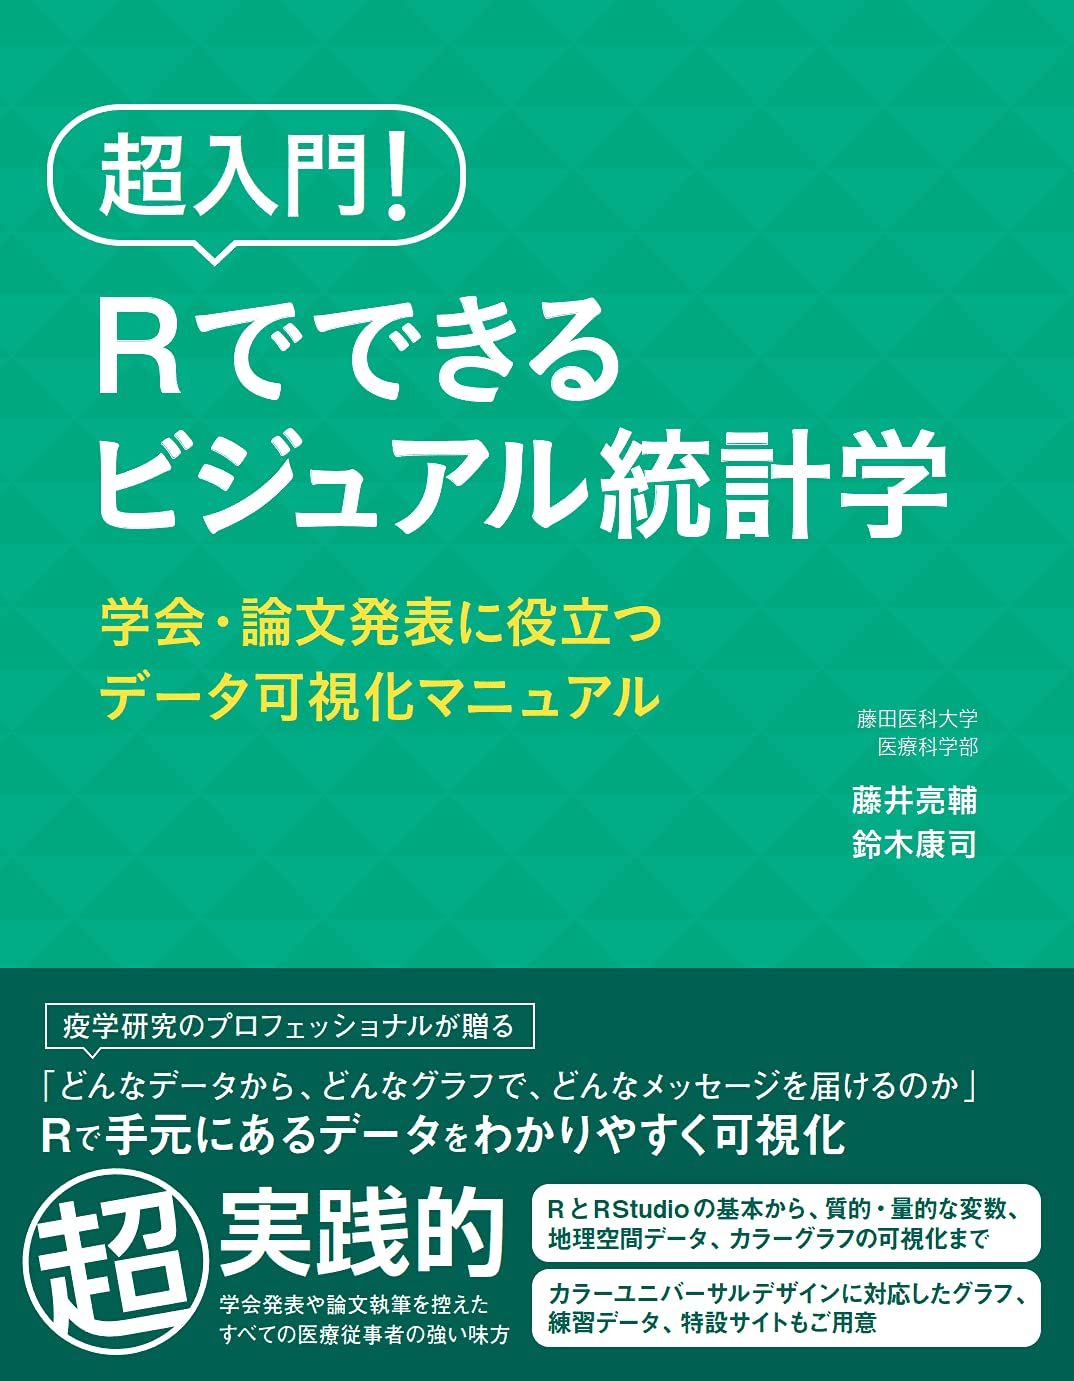 超入門！
Rでできる
ビジュアル統計学
学会・論文発表に役立つ
データ可視化マニュアル
藤田医科大学
医療科学部
藤井亮輔
鈴木康司
疫学研究のプロフェッショナルが贈る
「どんなデータから、どんなグラフで、どんなメッセージを届けるのか」
Rで手元にあるデータをわかりやすく可視化
超
実践的
学会発表や論文執筆を控えた
すべての医療従事者の強い味方
RとRStudioの基本から、質的・量的な変数、
地理空間データ、カラーグラフの可視化まで
カラーユニバーサルデザインに対応したグラフ、
練習データ、特設サイトもご用意